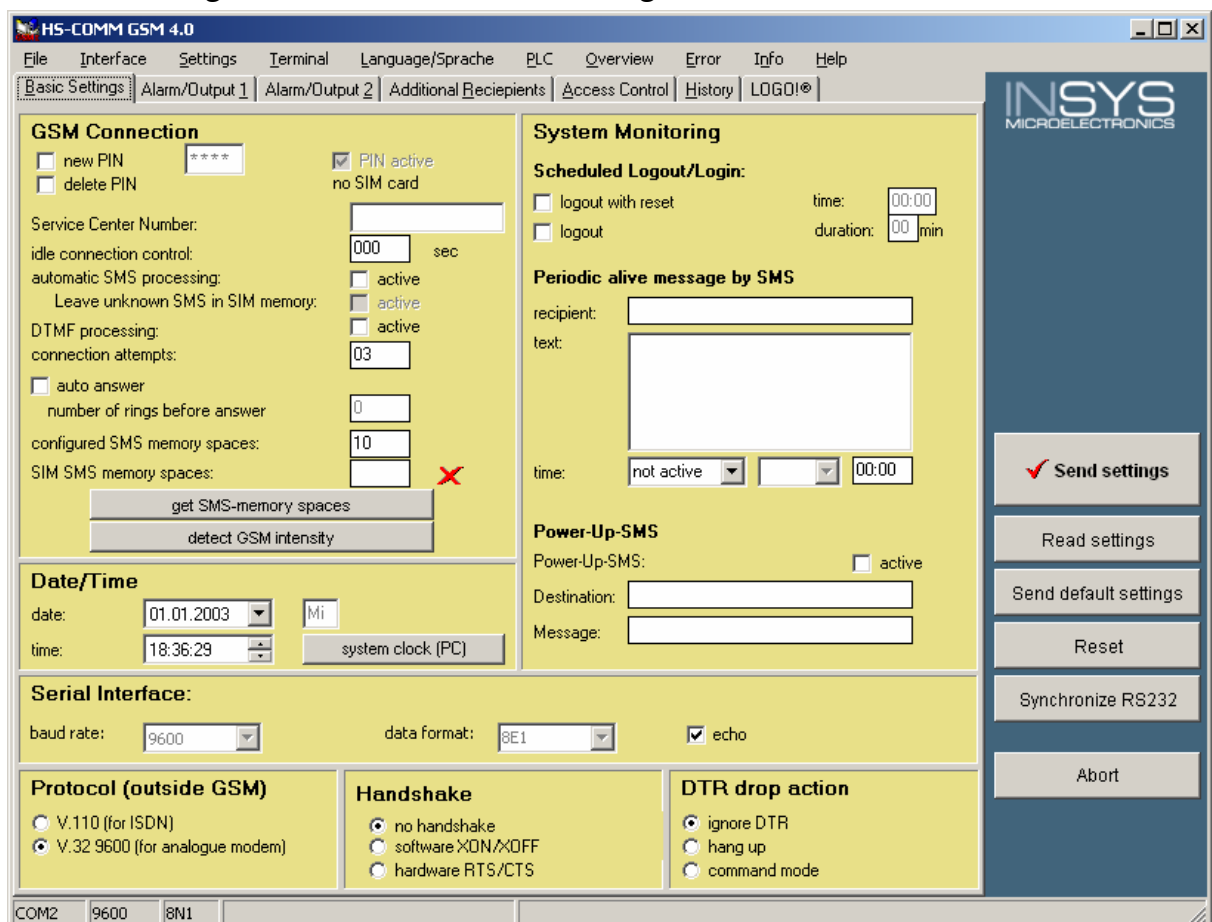 HS-COMM GSM 4.0
File Interface Settings Terminal Language/Sprache PLC Overview Error Info Help
Basic Settings Alarm/Output 1 Alarm/Output 2 Additional Reciepients Access Control History LOGO!®
INSYS
MICROELECTRONICS
GSM Connection
new PIN **** PIN active
delete PIN no SIM card
Service Center Number:
idle connection control: 000 sec
automatic SMS processing: active
Leave unknown SMS in SIM memory: active
DTMF processing: active
connection attempts: 03
auto answer
number of rings before answer 0
configured SMS memory spaces: 10
SIM SMS memory spaces:
get SMS-memory spaces
detect GSM intensity
System Monitoring
Scheduled Logout/Login:
logout with reset time: 00:00
logout duration: 00 min
Periodic alive message by SMS
recipient:
text:
time: not active 00:00
Power-Up-SMS
Power-Up-SMS: active
Destination:
Message:
Date/Time
date: 01.01.2003 Mi
time: 18:36:29 system clock (PC)
Serial Interface:
baud rate: 9600 data format: 8E1 echo
Protocol (outside GSM)
V.110 (for ISDN)
V.32 9600 (for analogue modem)
Handshake
no handshake
software XON/XOFF
hardware RTS/CTS
DTR drop action
ignore DTR
hang up
command mode
Send settings
Read settings
Send default settings
Reset
Synchronize RS232
Abort
COM2 9600 8N1